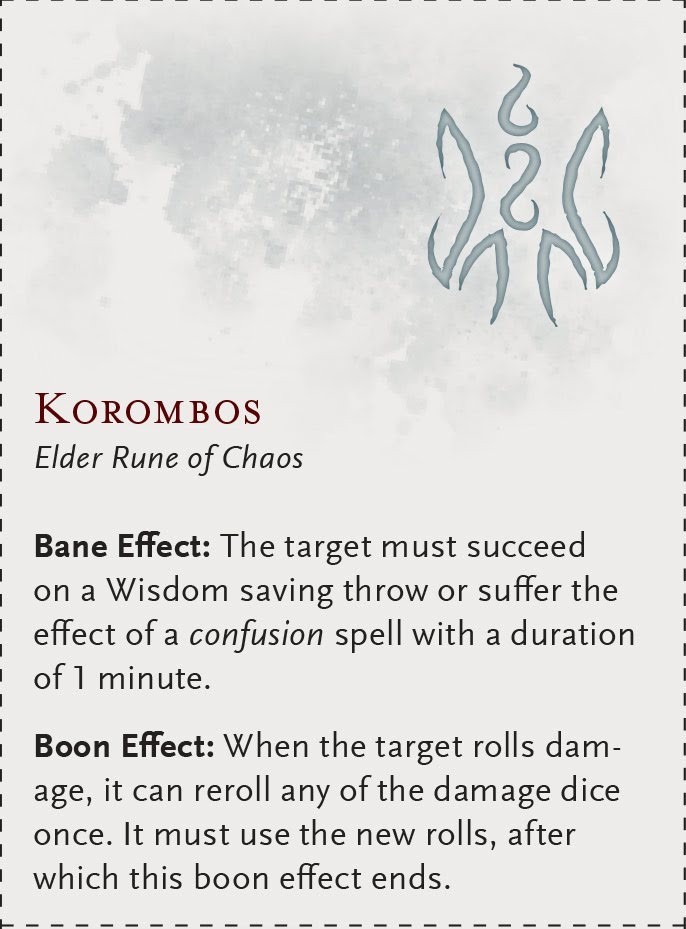 Korombos
Elder Rune of Chaos
Bane Effect: The target must succeed
on a Wisdom saving throw or suffer the
effect of a confusion spell with a duration
of 1 minute.
Boon Effect: When the target rolls dam-
age, it can reroll any of the damage dice
once. It must use the new rolls, after
which this boon effect ends.